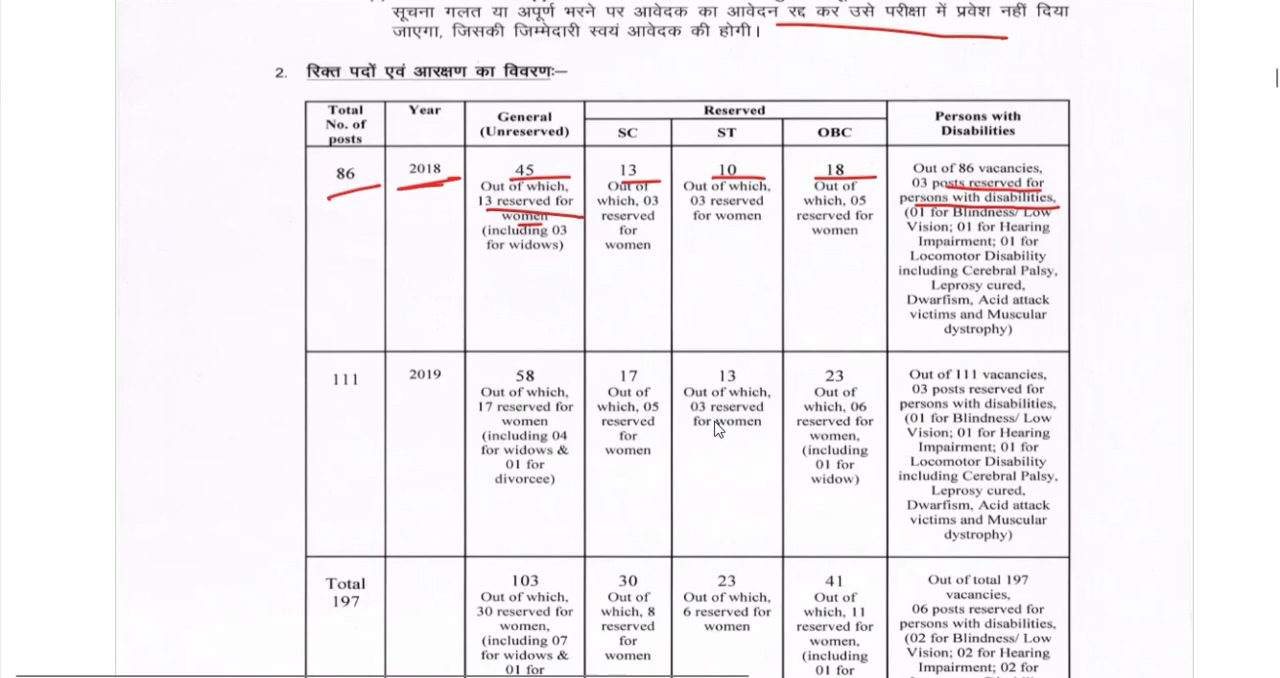 सूचना गलत या अपूर्ण भरने पर आवेदक का आवेदन रद्द कर उसे परीक्षा में प्रवेश नहीं दिया
जाएगा, जिसकी जिम्मेदारी स्वयं आवेदक की होगी।
2. रिक्त पदों एवं आरक्षण का विवरणः–
Total
No. of
posts
Year
General
(Unreserved)
Reserved
SC
ST
OBC
Persons with
Disabilities
86
2018
45
Out of which,
13 reserved for
women
(including 03
for widows)
13
Out of
which, 03
reserved
for
women
10
Out of which,
03 reserved
for women
18
Out of
which, 05
reserved for
women
Out of 86 vacancies,
03 posts reserved for
persons with disabilities,
(01 for Blindness/ Low
Vision; 01 for Hearing
Impairment; 01 for
Locomotor Disability
including Cerebral Palsy,
Leprosy cured,
Dwarfism, Acid attack
victims and Muscular
dystrophy)
111
2019
58
Out of which,
17 reserved for
women
(including 04
for widows &
01 for
divorcee)
17
Out of
which, 05
reserved
for
women
13
Out of which,
03 reserved
for women
23
Out of
which, 06
reserved for
women,
(including
01 for
widow)
Out of 111 vacancies,
03 posts reserved for
persons with disabilities,
(01 for Blindness/ Low
Vision; 01 for Hearing
Impairment; 01 for
Locomotor Disability
including Cerebral Palsy,
Leprosy cured,
Dwarfism, Acid attack
victims and Muscular
dystrophy)
Total
197
103
Out of which,
30 reserved for
women,
(including 07
for widows &
01 for
30
Out of
which, 8
reserved
for
women
23
Out of which,
6 reserved for
women
41
Out of
which, 11
reserved for
women,
(including
01 for
Out of total 197
vacancies,
06 posts reserved for
persons with disabilities,
(02 for Blindness/ Low
Vision; 02 for Hearing
Impairment; 02 for